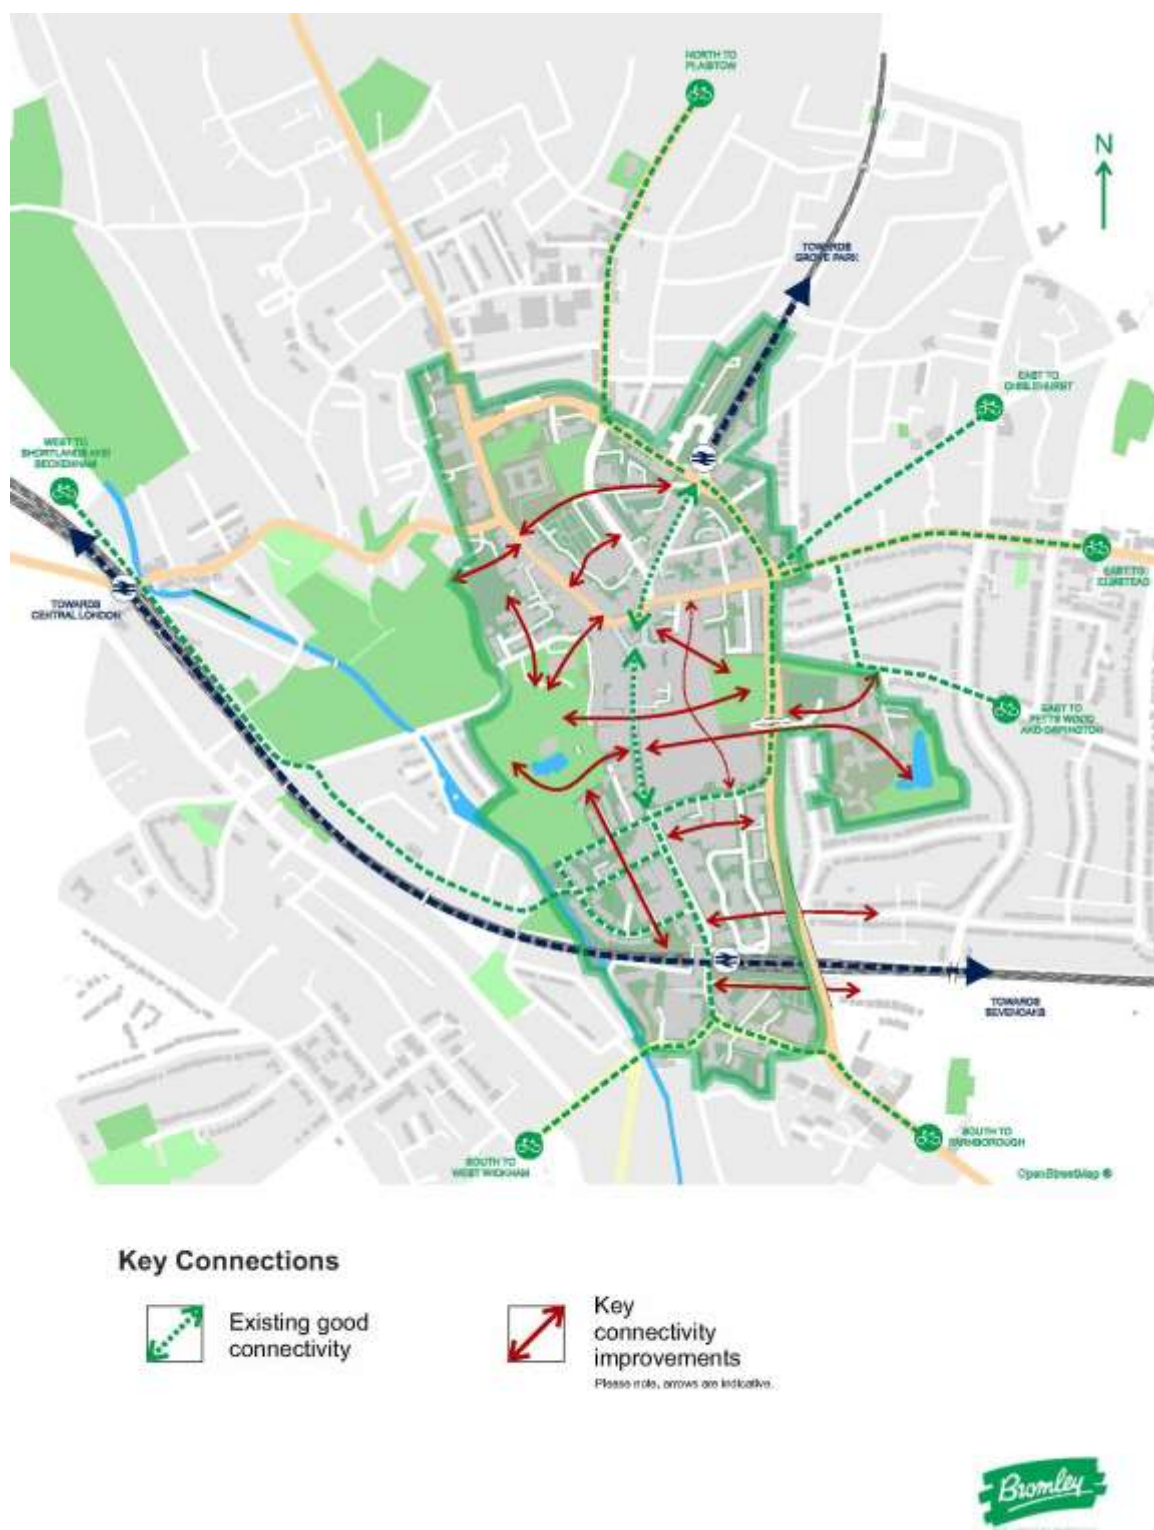 NORTH TO
PLAISTOW
N
TOWARDS
GROVE PARK
EAST TO
CHISLEHURST
WEST TO
SHORTLANDS AND
BECKENHAM
EAST TO
ELMSTEAD
TOWARDS
CENTRAL LONDON
EAST TO
PETTS WOOD
AND ORPINGTON
TOWARDS
SEVENOAKS
SOUTH TO
WEST WICKHAM
SOUTH TO
FARNBOROUGH
OpenStreetMap ®
Key Connections
Existing good
connectivity
Key
connectivity
improvements
Please note, arrows are indicative.
Bromley